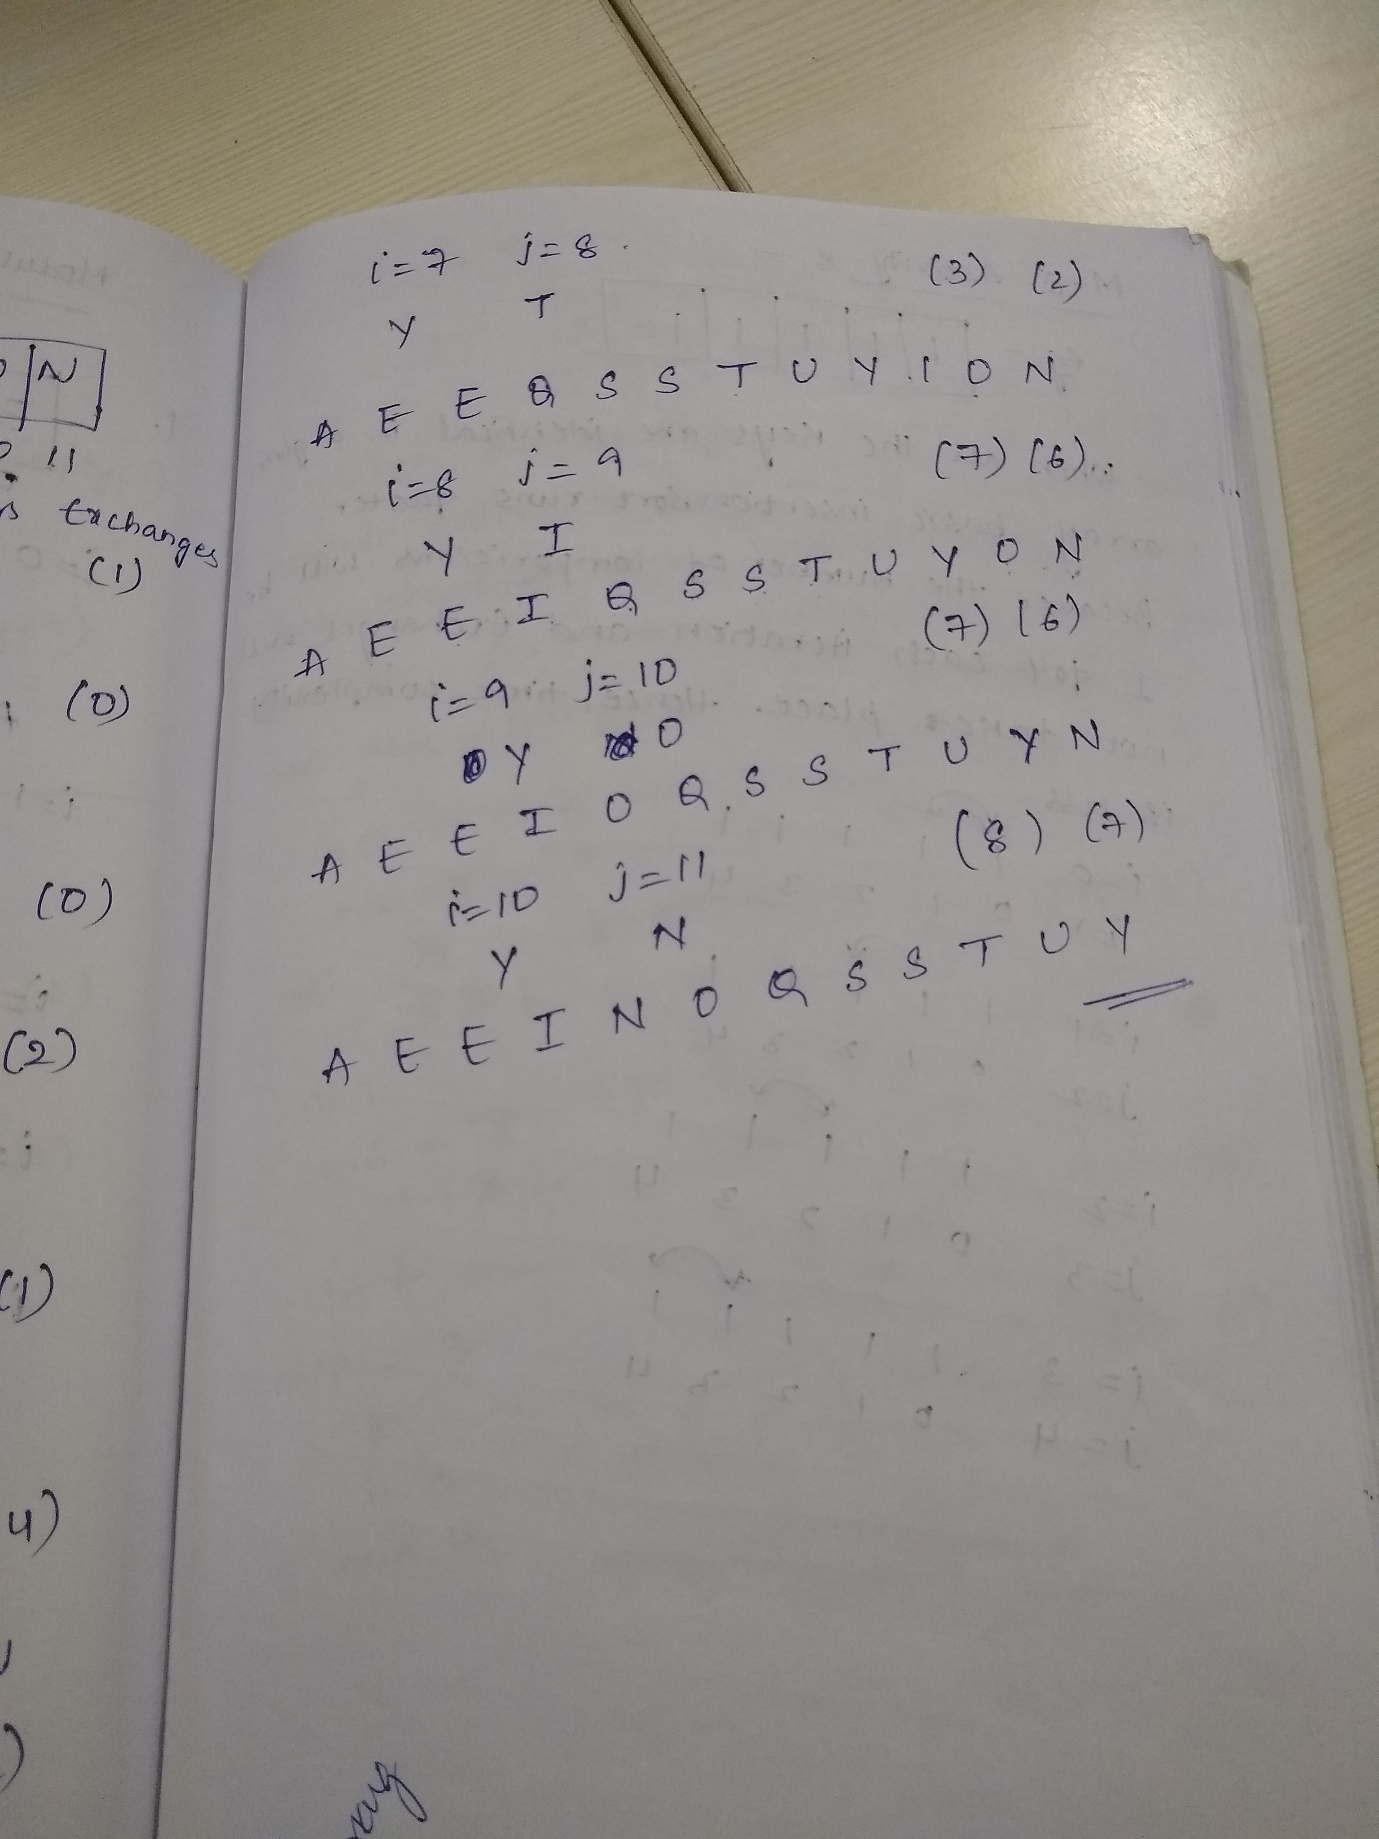 N
11
Exchanges
(1)
(0)
(0)
(2)
(1)
4)
i=7 j=8 (3) (2)
Y T
A E E Q S S T U Y I O N
i=8 j=9 (7) (6)
Y I
A E E I Q S S T U Y O N
i=9 j=10 (7) (6)
Y O
A E E I O Q S S T U Y N
i=10 j=11 (8) (7)
Y N
A E E I N O Q S S T U Y